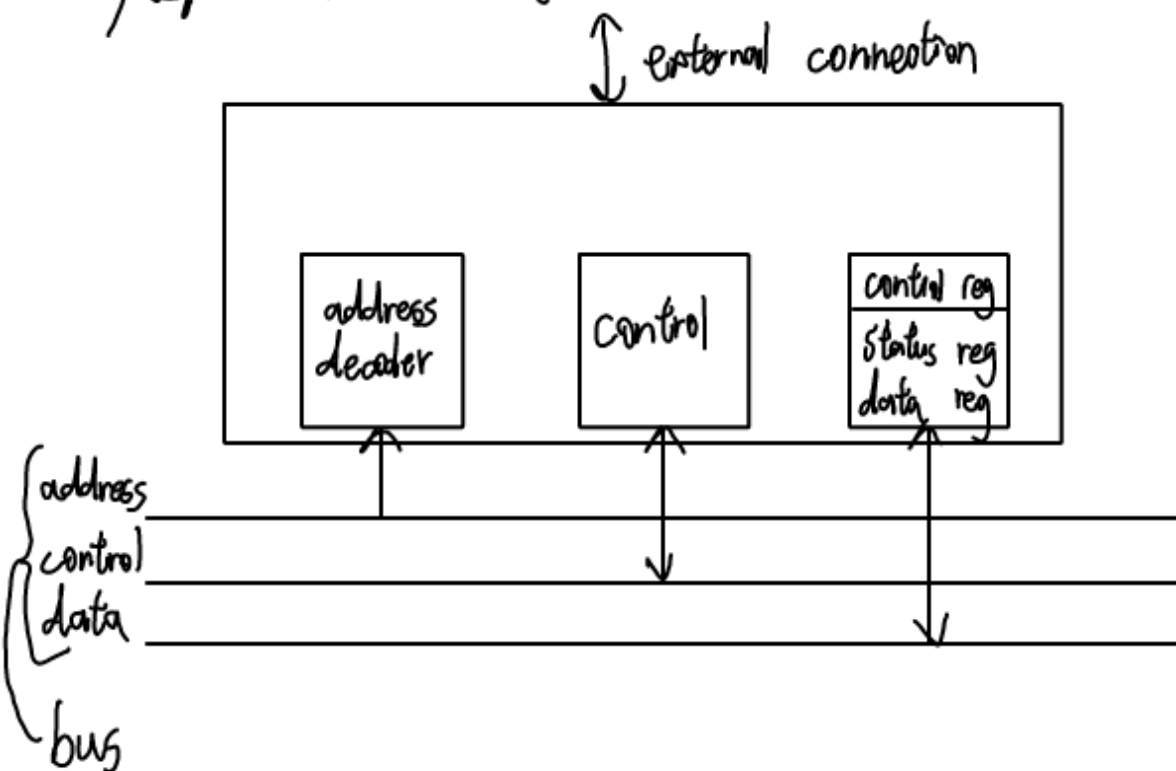 external connection
address
decoder
control
control reg
status reg
data reg
address
control
data
bus